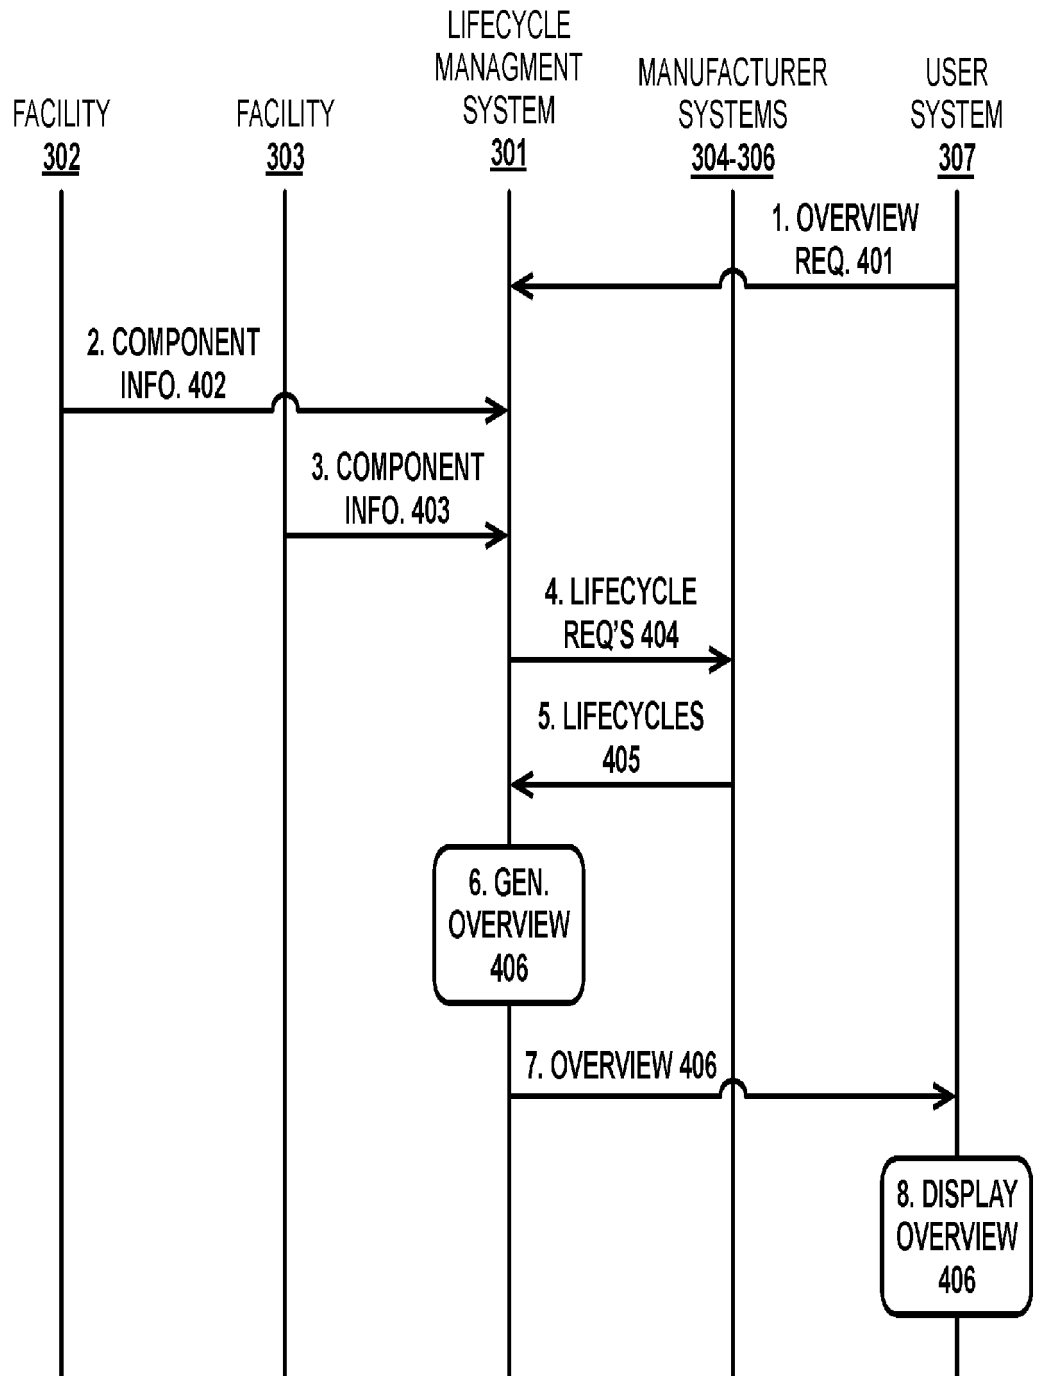 FACILITY
302
FACILITY
303
LIFECYCLE
MANAGMENT
SYSTEM
301
MANUFACTURER
SYSTEMS
304-306
USER
SYSTEM
307
1. OVERVIEW
REQ. 401
2. COMPONENT
INFO. 402
3. COMPONENT
INFO. 403
4. LIFECYCLE
REQ'S 404
5. LIFECYCLES
405
6. GEN.
OVERVIEW
406
7. OVERVIEW 406
8. DISPLAY
OVERVIEW
406